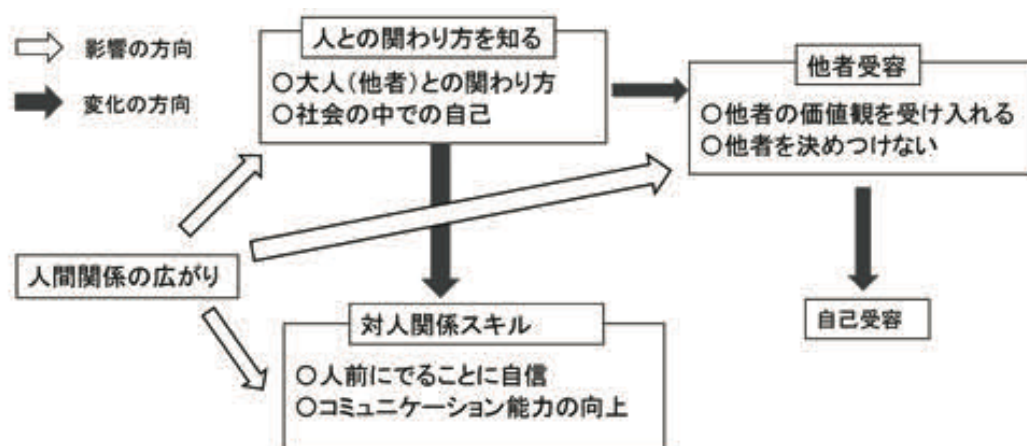 影響の方向
変化の方向
人との関わり方を知る
○大人(他者)との関わり方
○社会の中での自己
他者受容
○他者の価値観を受け入れる
○他者を決めつけない
人間関係の広がり
対人関係スキル
○人前にでることに自信
○コミュニケーション能力の向上
自己受容